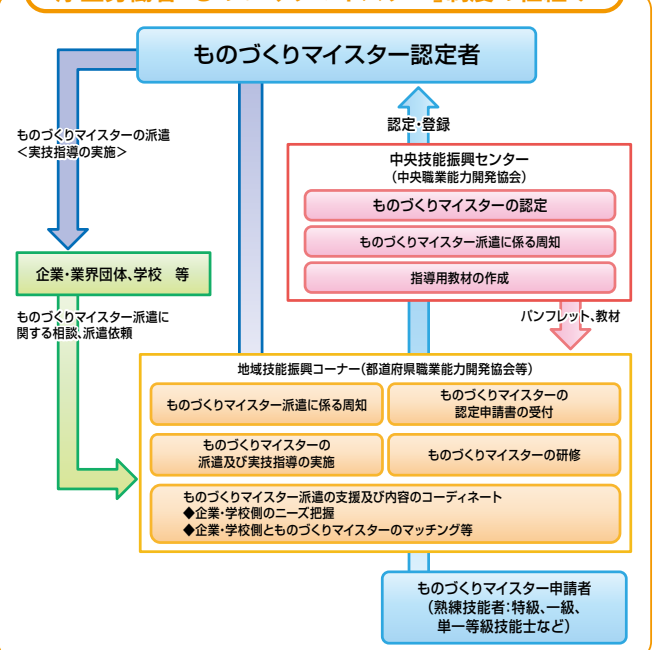 ものづくりマイスター認定者
ものづくりマイスターの派遣
＜実技指導の実施＞
認定・登録
中央技能振興センター
（中央職業能力開発協会）
ものづくりマイスターの認定
ものづくりマイスター派遣に係る周知
指導用教材の作成
企業・業界団体、学校　等
ものづくりマイスター派遣に
関する相談、派遣依頼
パンフレット、教材
地域技能振興コーナー（都道府県職業能力開発協会等）
ものづくりマイスター派遣に係る周知
ものづくりマイスターの
認定申請書の受付
ものづくりマイスターの
派遣及び実技指導の実施
ものづくりマイスターの研修
ものづくりマイスター派遣の支援及び内容のコーディネート
◆企業・学校側のニーズ把握
◆企業・学校側とものづくりマイスターのマッチング等
ものづくりマイスター申請者
（熟練技能者：特級、一級、
単一等級技能士など）